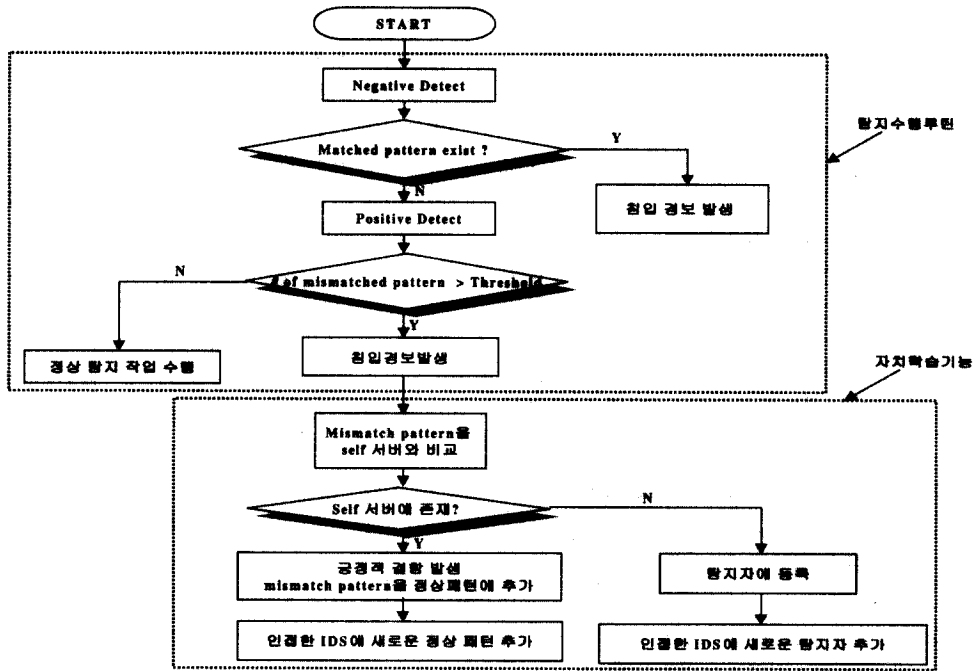 START
Negative Detect
탐지수행루틴
Matched pattern exist ?
Y
N
침입 경보 발생
Positive Detect
N
# of mismatched pattern > Threshold
Y
정상 탐지 작업 수행
침입경보발생
자치학습기능
Mismatch pattern을
self 서버와 비교
N
Self 서버에 존재?
Y
긍정적 결함 발생
mismatch pattern을 정상패턴에 추가
탐지자에 등록
인접한 IDS에 새로운 정상 패턴 추가
인접한 IDS에 새로운 탐지자 추가